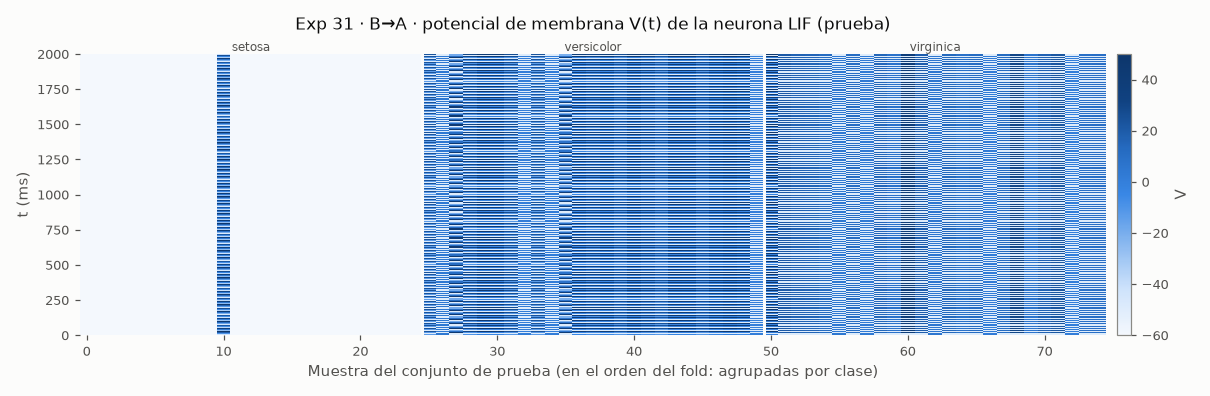 Exp 31 · B→A · potencial de membrana V(t) de la neurona LIF (prueba)
setosa versicolor virginica
2000
1750
1500
1250
1000
750
500
250
0
t (ms)
0 10 20 30 40 50 60 70
Muestra del conjunto de prueba (en el orden del fold: agrupadas por clase)
40
20
0
−20
−40
−60
V